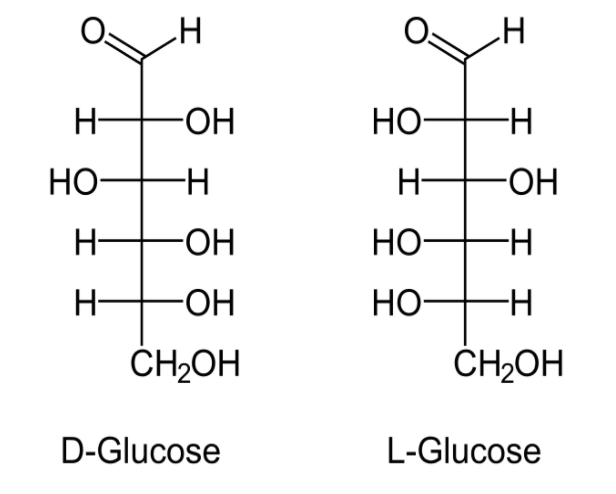 O H O H
H OH HO H
HO H H OH
H OH HO H
H OH HO H
CH₂OH CH₂OH
D-Glucose L-Glucose